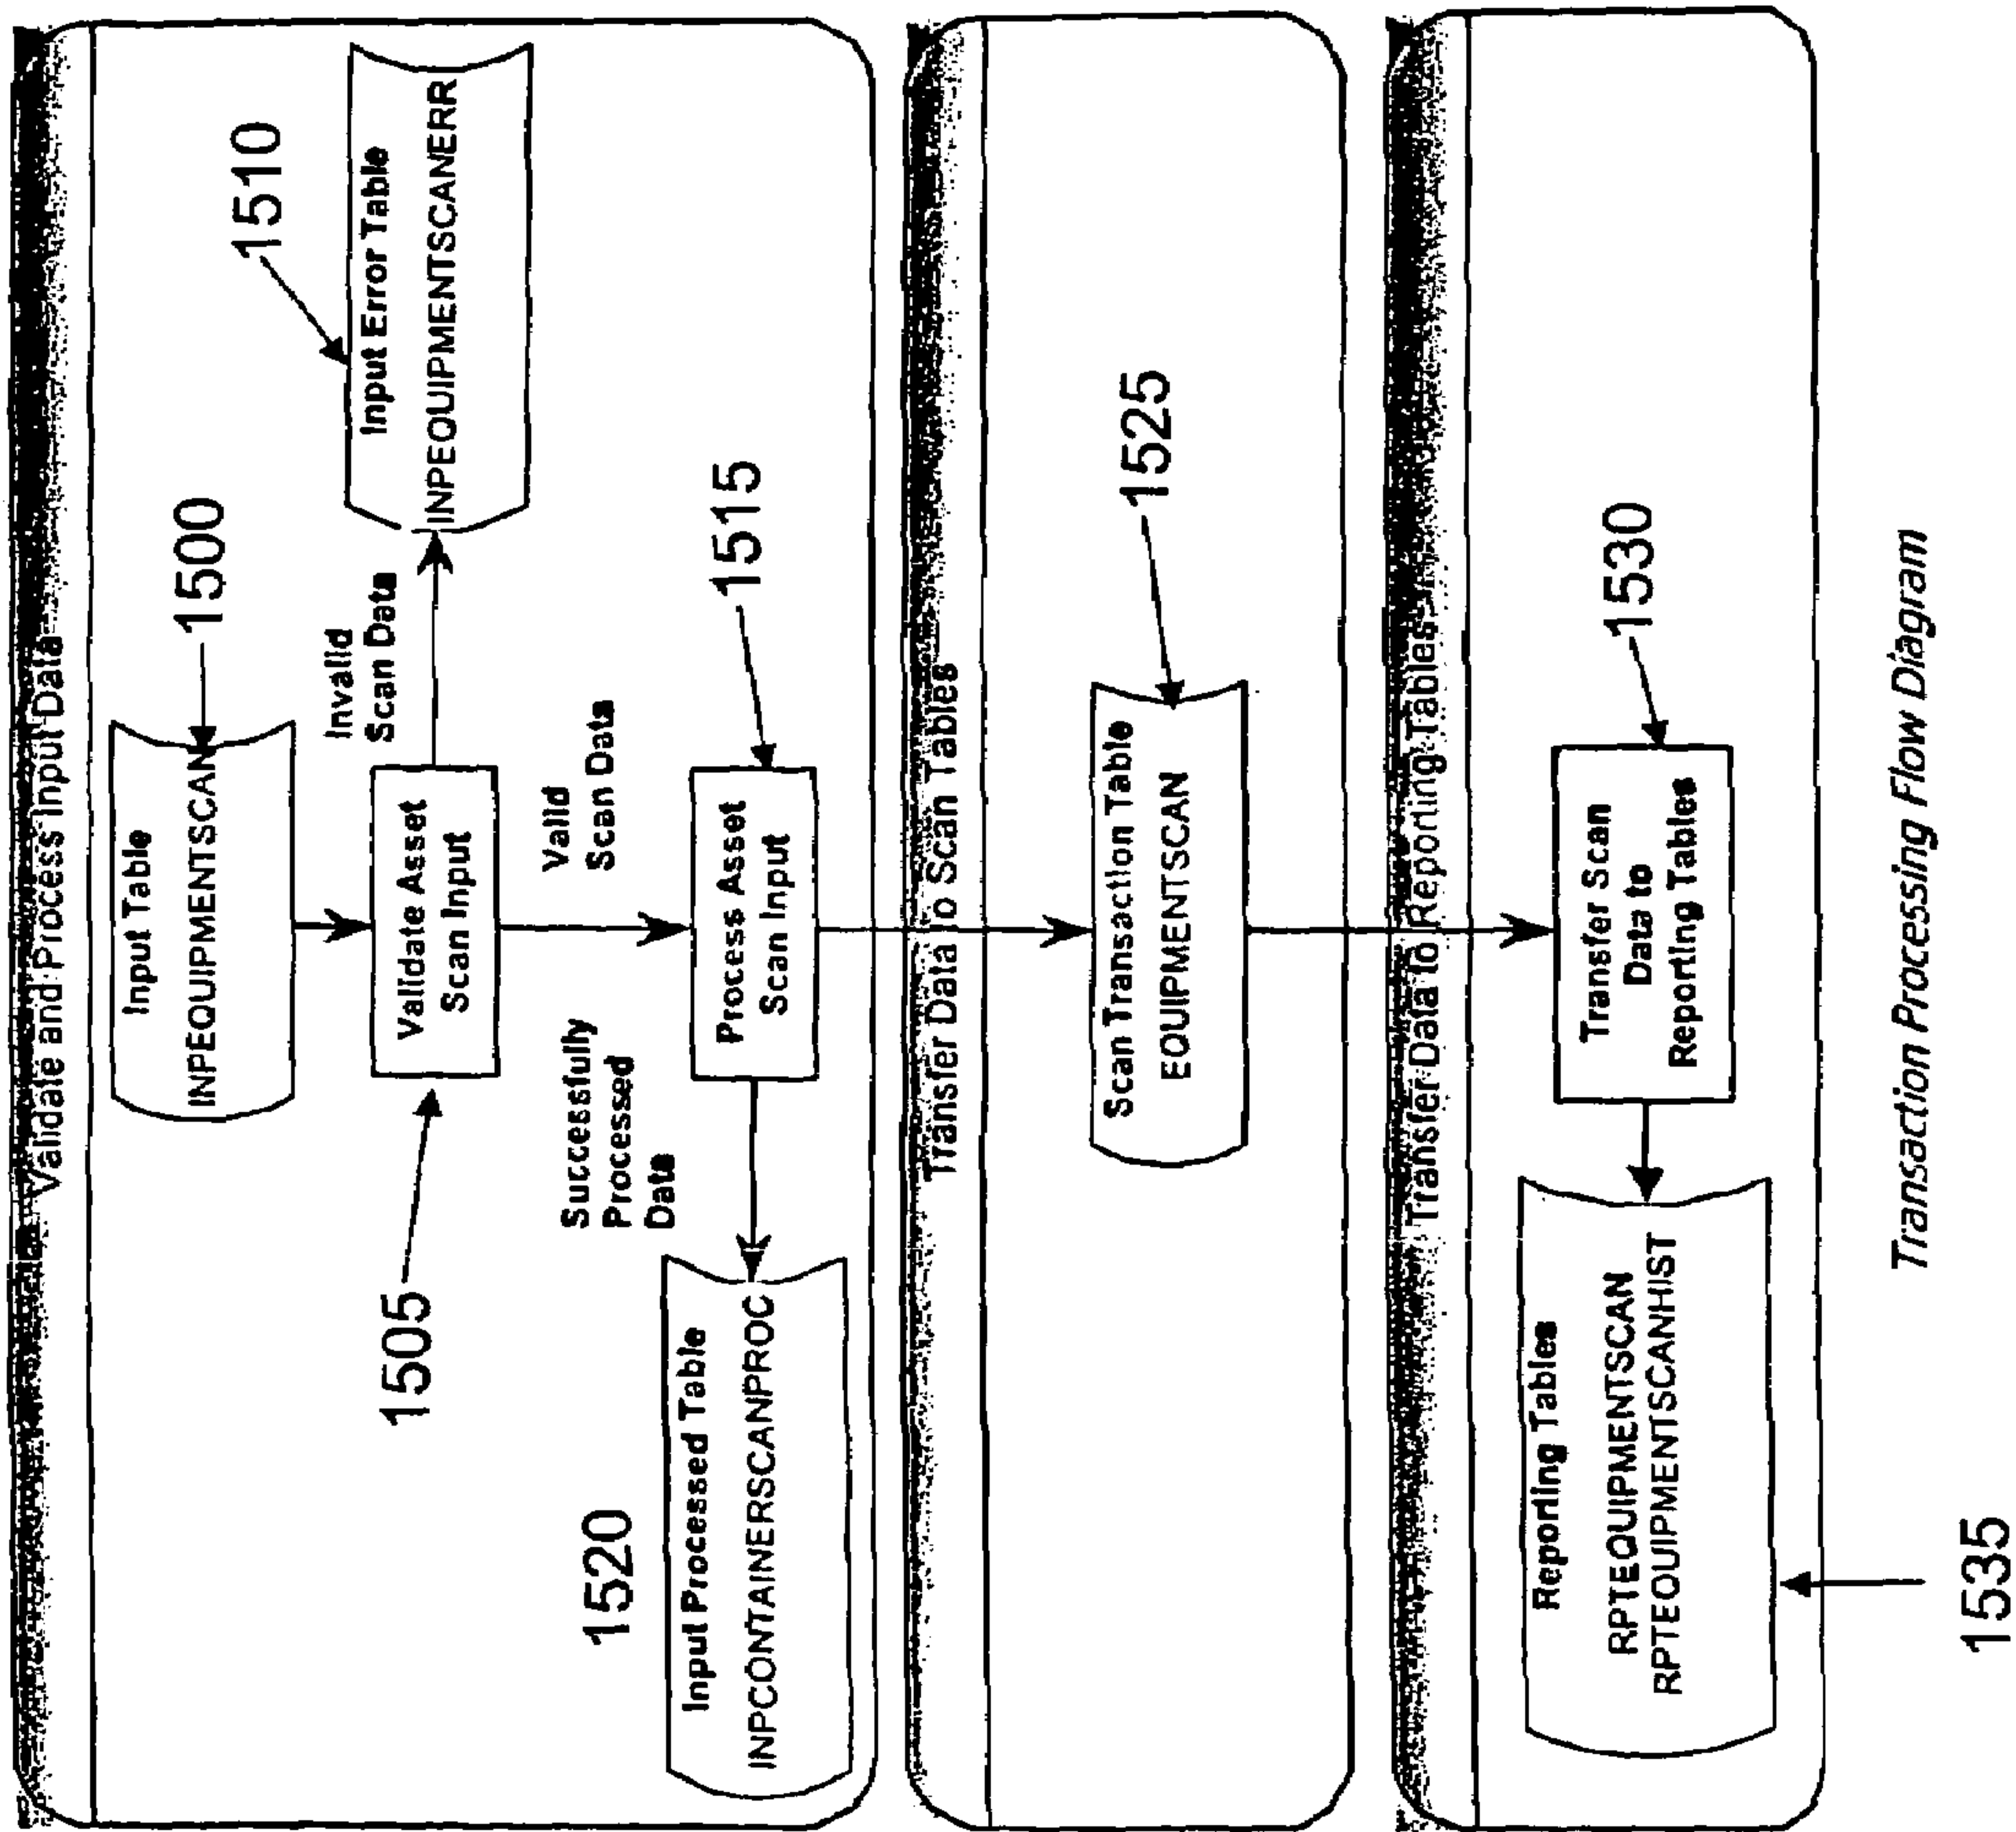 Validate and Process Input Data
Input Table
INPEQUIPMENTSCAN
1500
1510
Input Error Table
INPEQUIPMENTSCANERR
Invalid
Scan Data
1505
Validate Asset
Scan Input
Valid
Scan Data
Successfully
Processed
Data
1520
Input Processed Table
INPCONTAINERSCANPROC
Process Asset
Scan Input
1515
Transfer Data To Scan Tables
Scan Transaction Table
EQUIPMENTSCAN
1525
Transfer Data to Reporting Tables
Reporting Tables
RPTEQUIPMENTSCAN
RPTEQUIPMENTSCANHIST
Transfer Scan
Data to
Reporting Tables
1530
1535
Transaction Processing Flow Diagram